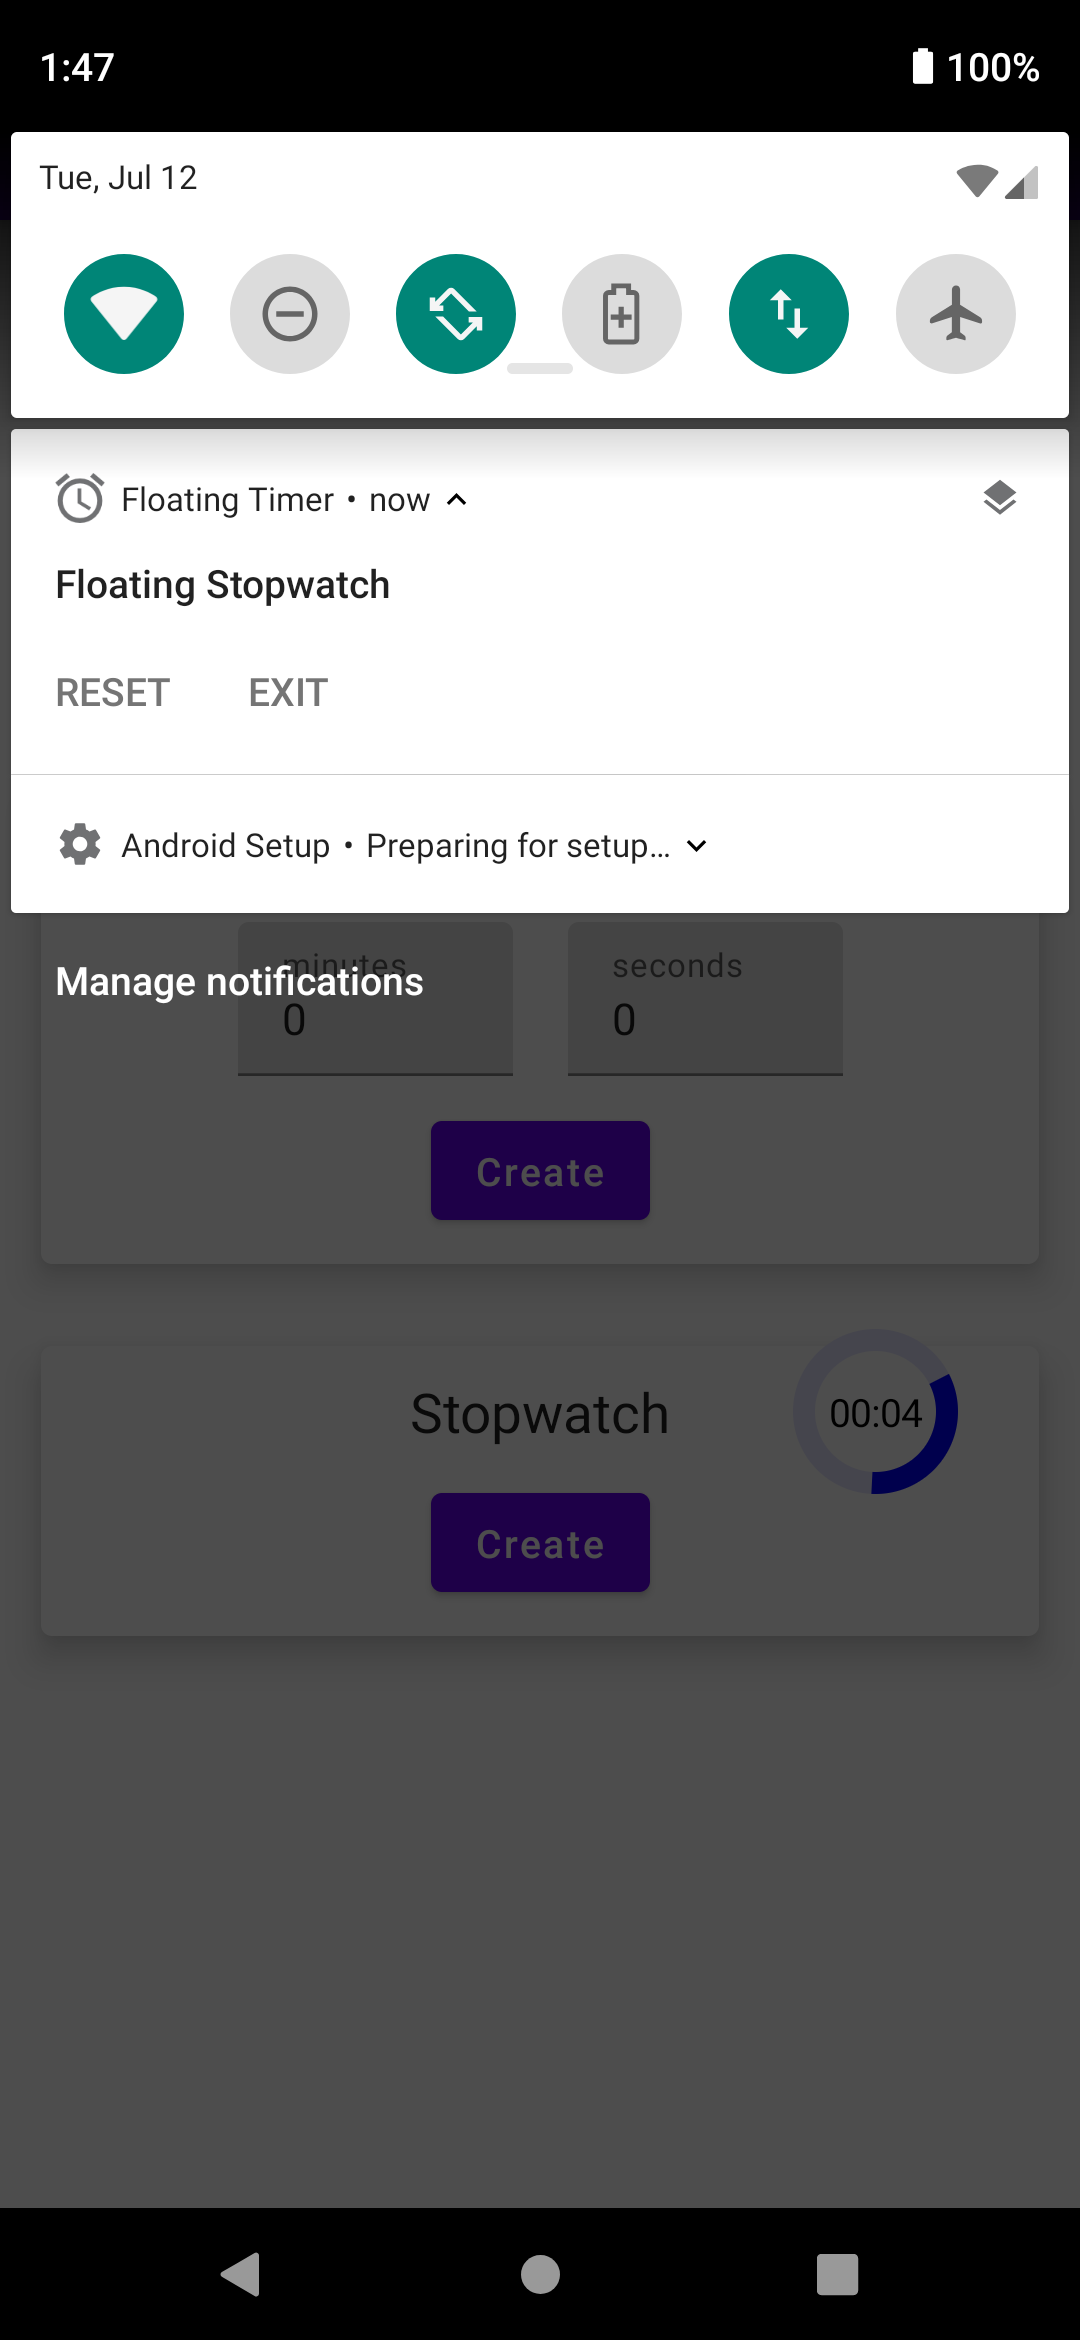 1:47
100%
Tue, Jul 12
Floating Timer • now
Floating Stopwatch
RESET EXIT
Android Setup • Preparing for setup…
minutes seconds
Manage notifications
0 0
Create
Stopwatch
00:04
Create